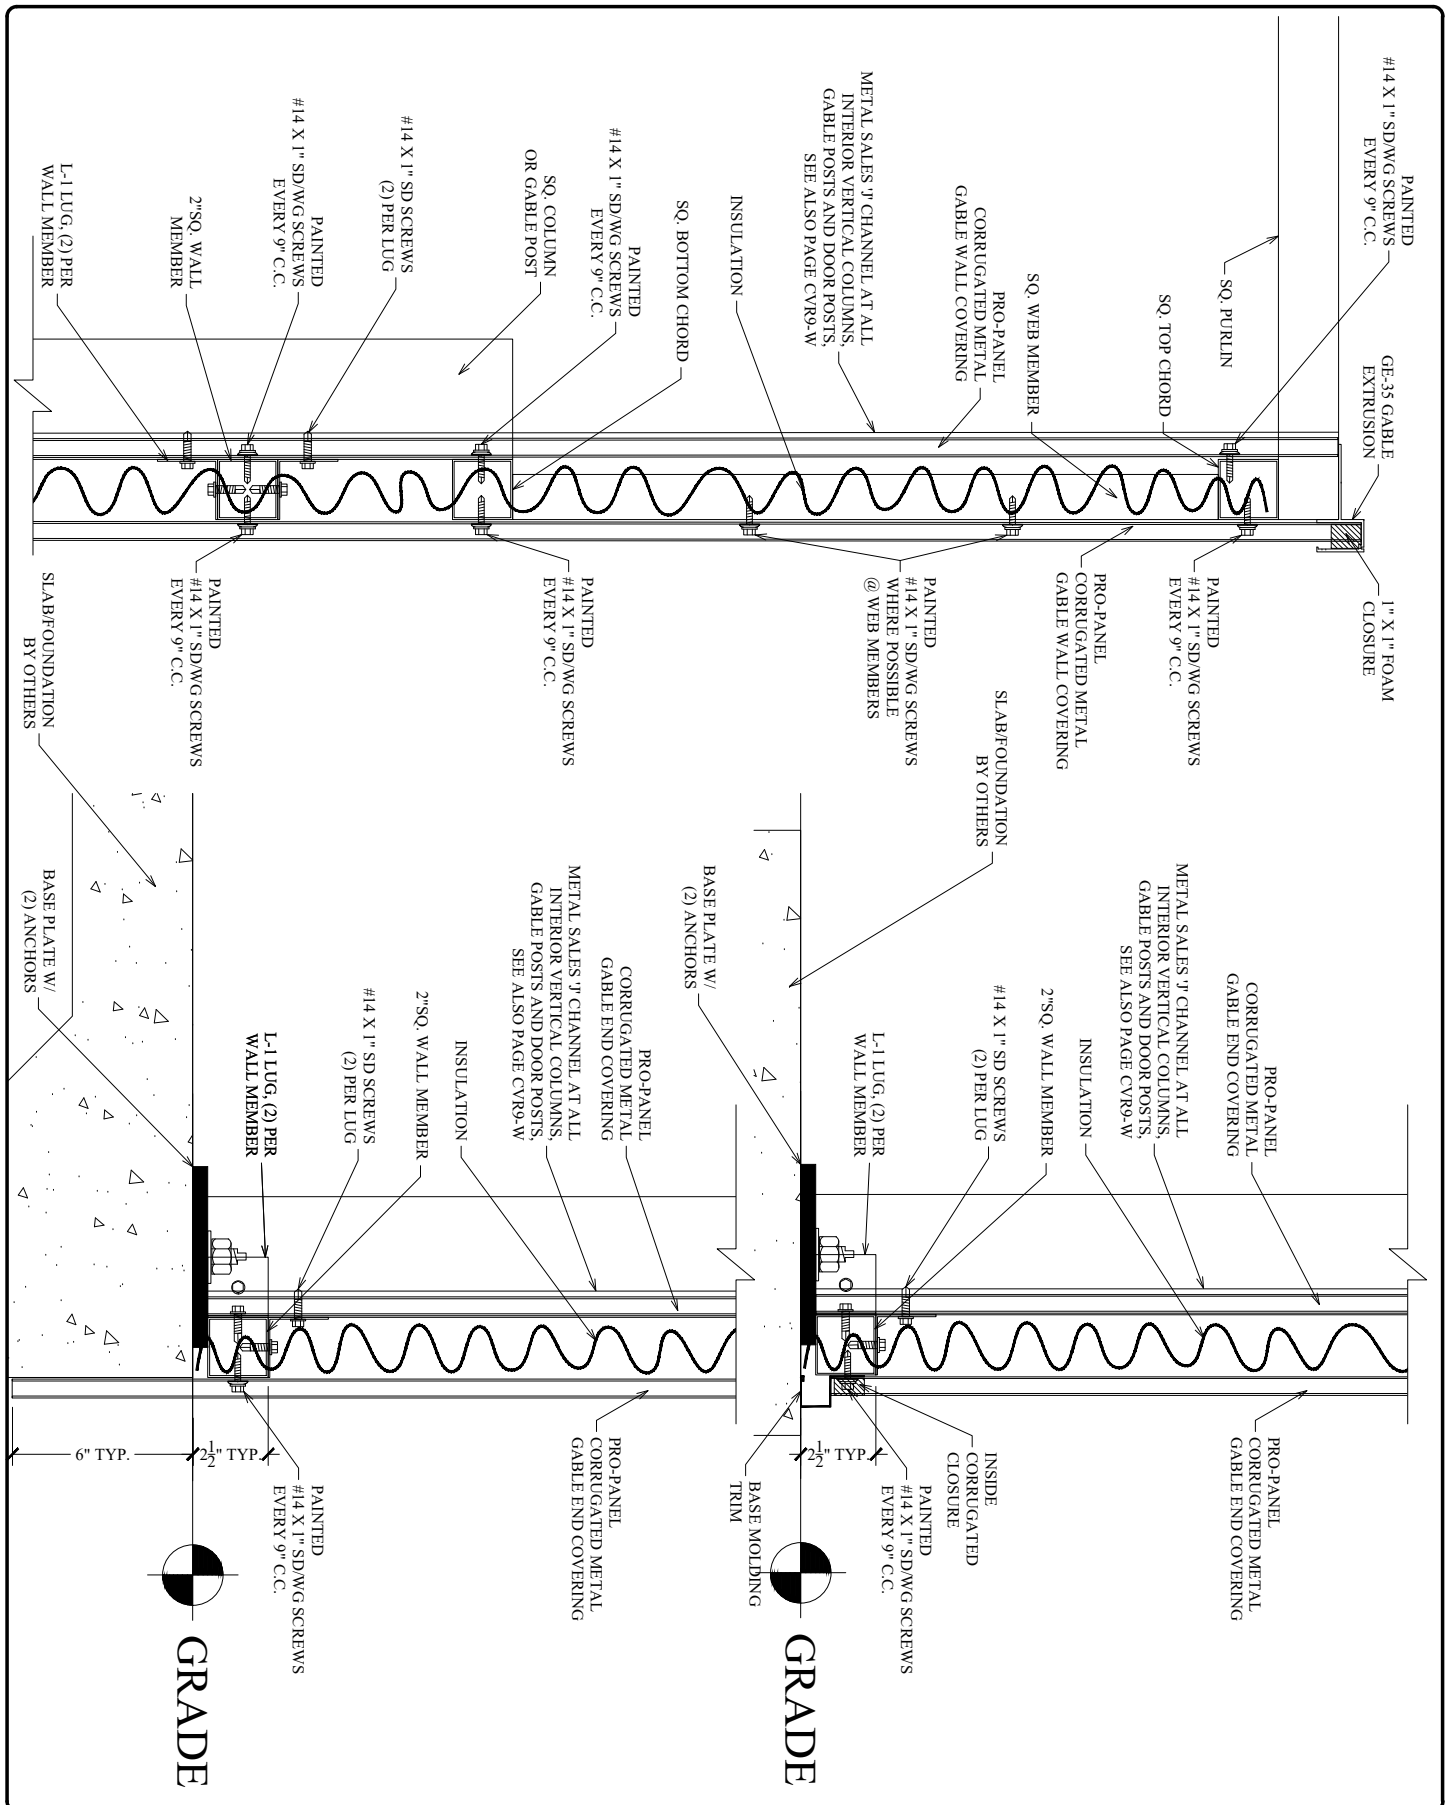 PAINTED
#14 X 1" SD/WG SCREWS
EVERY 9" C.C.
SQ. PURLIN
GE-35 GABLE
EXTRUSION
1" X 1" FOAM
CLOSURE
SQ. TOP CHORD
PAINTED
#14 X 1" SD/WG SCREWS
EVERY 9" C.C.
SQ. WEB MEMBER
PRO-PANEL
CORRUGATED METAL
GABLE WALL COVERING
PRO-PANEL
CORRUGATED METAL
GABLE WALL COVERING
METAL SALES 'J' CHANNEL AT ALL
INTERIOR VERTICAL COLUMNS,
GABLE POSTS AND DOOR POSTS,
SEE ALSO PAGE CVR9-W
PAINTED
#14 X 1" SD/WG SCREWS
WHERE POSSIBLE
@ WEB MEMBERS
INSULATION
SQ. BOTTOM CHORD
PAINTED
#14 X 1" SD/WG SCREWS
EVERY 9" C.C.
PAINTED
#14 X 1" SD/WG SCREWS
EVERY 9" C.C.
SQ. COLUMN
OR GABLE POST
#14 X 1" SD SCREWS
(2) PER LUG
PAINTED
#14 X 1" SD/WG SCREWS
EVERY 9" C.C.
2"SQ. WALL
MEMBER
PAINTED
#14 X 1" SD/WG SCREWS
EVERY 9" C.C.
L-1 LUG, (2) PER
WALL MEMBER
PRO-PANEL
CORRUGATED METAL
GABLE END COVERING
PRO-PANEL
CORRUGATED METAL
GABLE END COVERING
METAL SALES 'J' CHANNEL AT ALL
INTERIOR VERTICAL COLUMNS,
GABLE POSTS AND DOOR POSTS,
SEE ALSO PAGE CVR9-W
INSULATION
2"SQ. WALL MEMBER
#14 X 1" SD SCREWS
(2) PER LUG
INSIDE
CORRUGATED
CLOSURE
PAINTED
#14 X 1" SD/WG SCREWS
EVERY 9" C.C.
L-1 LUG, (2) PER
WALL MEMBER
2 1/2" TYP.
SLAB/FOUNDATION
BY OTHERS
BASE PLATE W/
(2) ANCHORS
BASE MOLDING
TRIM
GRADE
PRO-PANEL
CORRUGATED METAL
GABLE END COVERING
PRO-PANEL
CORRUGATED METAL
GABLE END COVERING
METAL SALES 'J' CHANNEL AT ALL
INTERIOR VERTICAL COLUMNS,
GABLE POSTS AND DOOR POSTS,
SEE ALSO PAGE CVR9-W
INSULATION
2"SQ. WALL MEMBER
#14 X 1" SD SCREWS
(2) PER LUG
PAINTED
#14 X 1" SD/WG SCREWS
EVERY 9" C.C.
L-1 LUG, (2) PER
WALL MEMBER
2 1/2" TYP.
6" TYP.
SLAB/FOUNDATION
BY OTHERS
BASE PLATE W/
(2) ANCHORS
GRADE